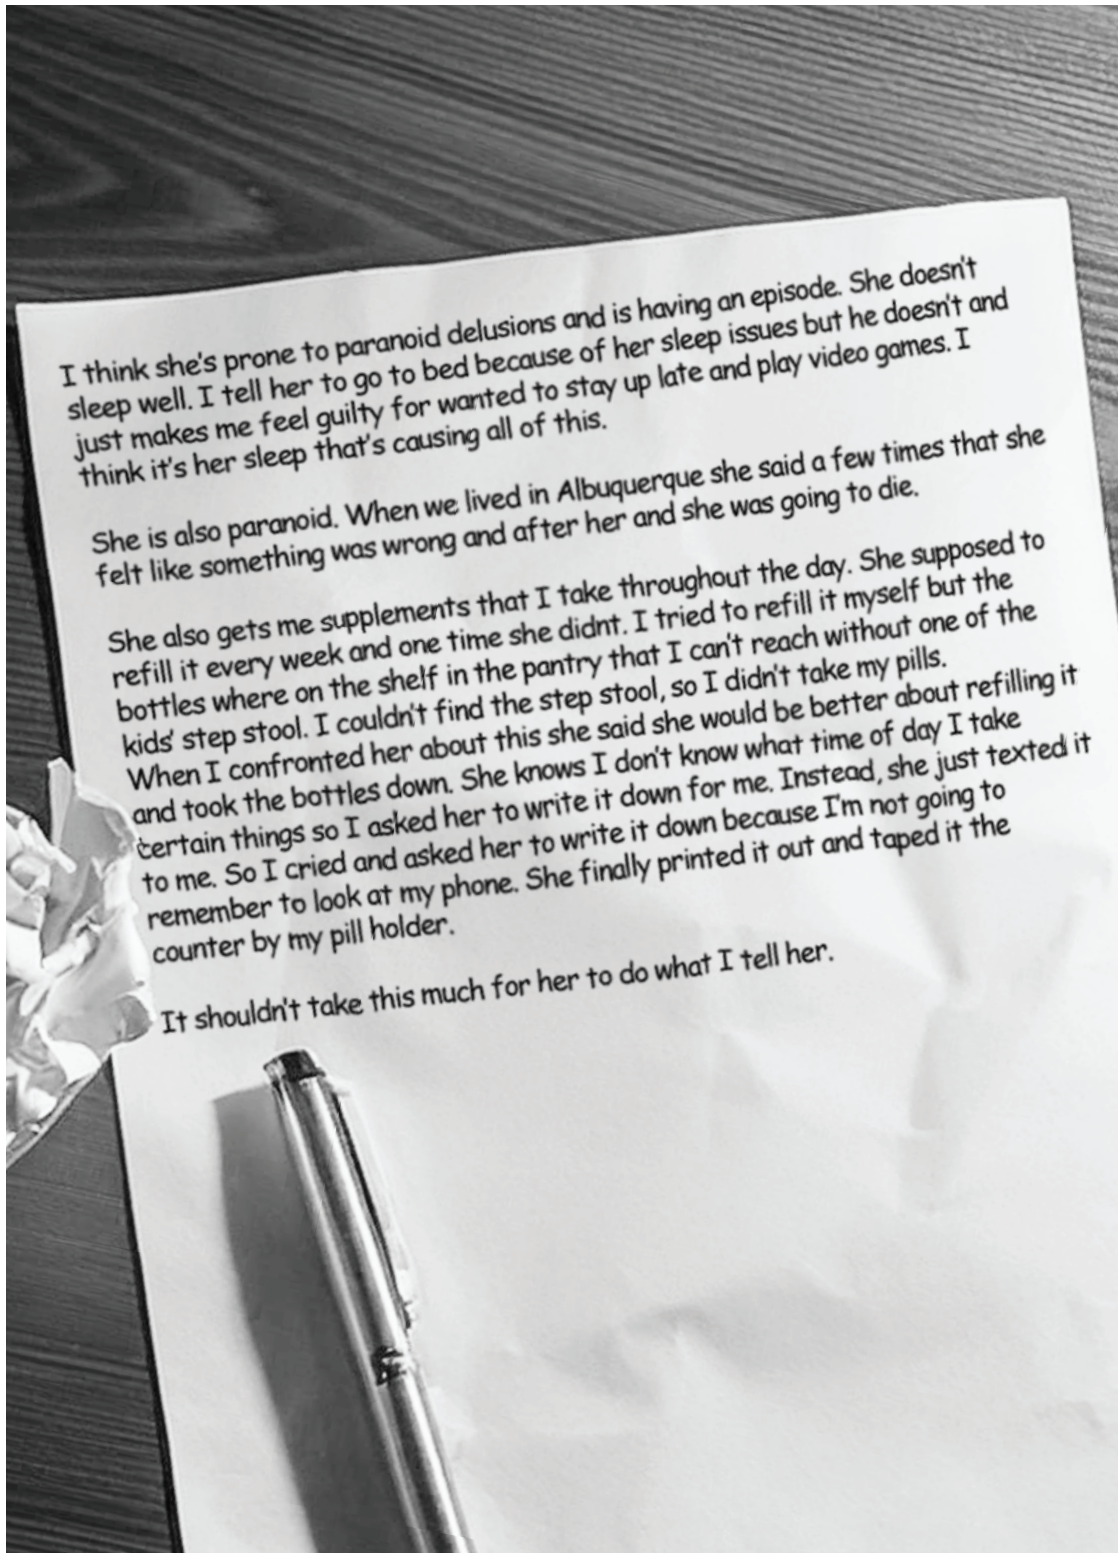 I think she's prone to paranoid delusions and is having an episode. She doesn't
sleep well. I tell her to go to bed because of her sleep issues but he doesn't and
just makes me feel guilty for wanted to stay up late and play video games. I
think it's her sleep that's causing all of this.
She is also paranoid. When we lived in Albuquerque she said a few times that she
felt like something was wrong and after her and she was going to die.
She also gets me supplements that I take throughout the day. She supposed to
refill it every week and one time she didnt. I tried to refill it myself but the
bottles where on the shelf in the pantry that I can't reach without one of the
kids' step stool. I couldn't find the step stool, so I didn't take my pills.
When I confronted her about this she said she would be better about refilling it
and took the bottles down. She knows I don't know what time of day I take
certain things so I asked her to write it down for me. Instead, she just texted it
to me. So I cried and asked her to write it down because I'm not going to
remember to look at my phone. She finally printed it out and taped it the
counter by my pill holder.
It shouldn't take this much for her to do what I tell her.